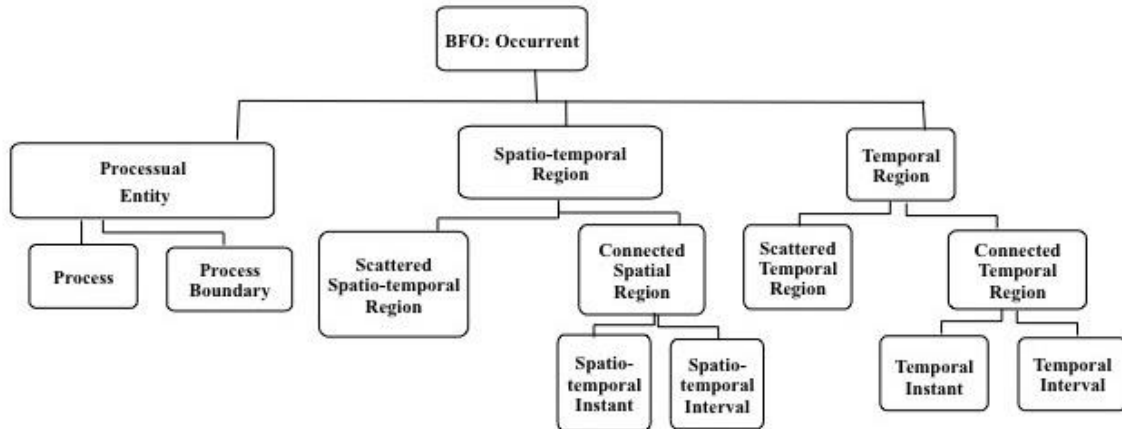 BFO: Occurrent
Processual
Entity
Spatio-temporal
Region
Temporal
Region
Process
Process
Boundary
Scattered
Spatio-temporal
Region
Connected
Spatial
Region
Scattered
Temporal
Region
Connected
Temporal
Region
Spatio-
temporal
Instant
Spatio-
temporal
Interval
Temporal
Instant
Temporal
Interval